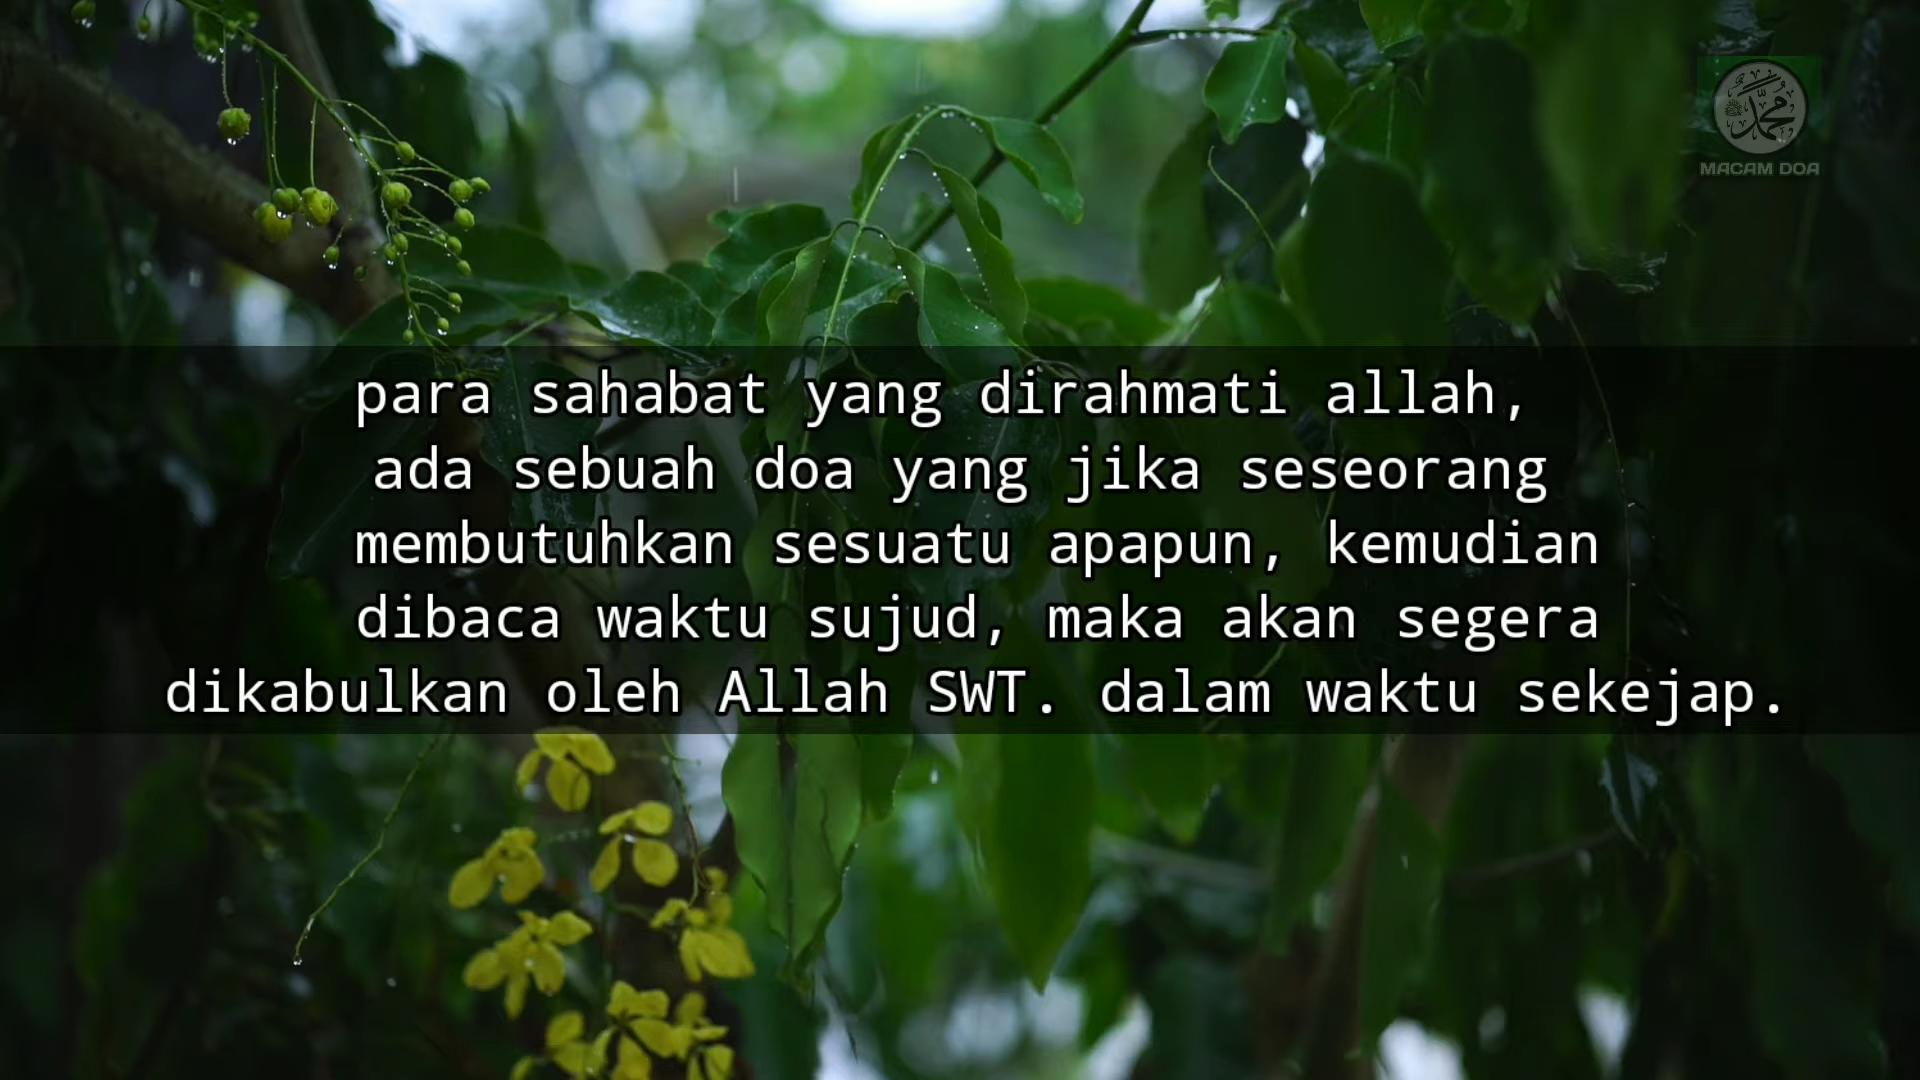 محمد
MACAM DOA
para sahabat yang dirahmati allah,
ada sebuah doa yang jika seseorang
membutuhkan sesuatu apapun, kemudian
dibaca waktu sujud, maka akan segera
dikabulkan oleh Allah SWT. dalam waktu sekejap.